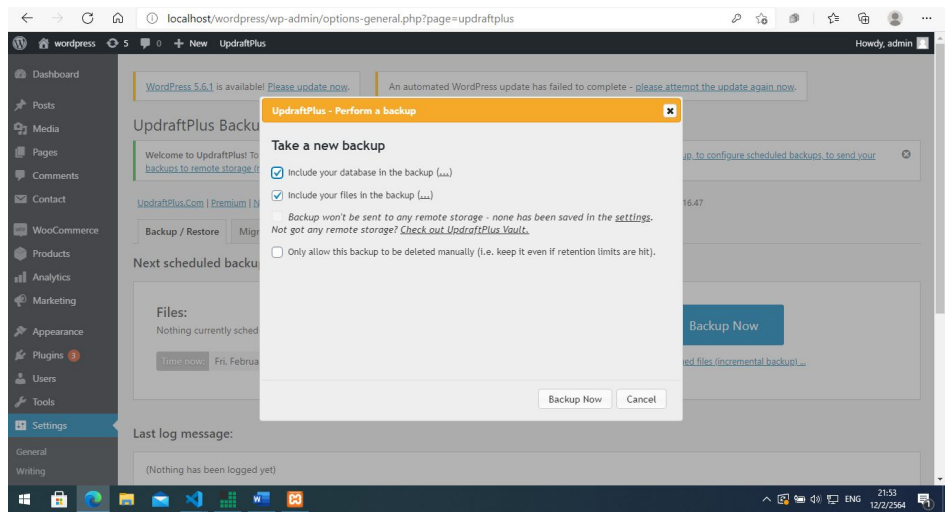 localhost/wordpress/wp-admin/options-general.php?page=updraftplus
wordpress 5 0 + New UpdraftPlus Howdy, admin
Dashboard
Posts
Media
Pages
Comments
Contact
WooCommerce
Products
Analytics
Marketing
Appearance
Plugins 3
Users
Tools
Settings
General
Writing
WordPress 5.6.1 is available! Please update now.
An automated WordPress update has failed to complete - please attempt the update again now.
UpdraftPlus Backu
Welcome to UpdraftPlus! To
up, to configure scheduled backups, to send your
backups to remote storage (
UpdraftPlus.Com | Premium | N
16.47
Backup / Restore Migr
Next scheduled backu
Files:
Nothing currently sched
Time now: Fri, Februa
Backup Now
ed files (incremental backup) ...
Last log message:
(Nothing has been logged yet)
UpdraftPlus - Perform a backup
Take a new backup
Include your database in the backup (...)
Include your files in the backup (...)
Backup won't be sent to any remote storage - none has been saved in the settings.
Not got any remote storage? Check out UpdraftPlus Vault.
Only allow this backup to be deleted manually (i.e. keep it even if retention limits are hit).
Backup Now Cancel
ENG
21:53
12/2/2564